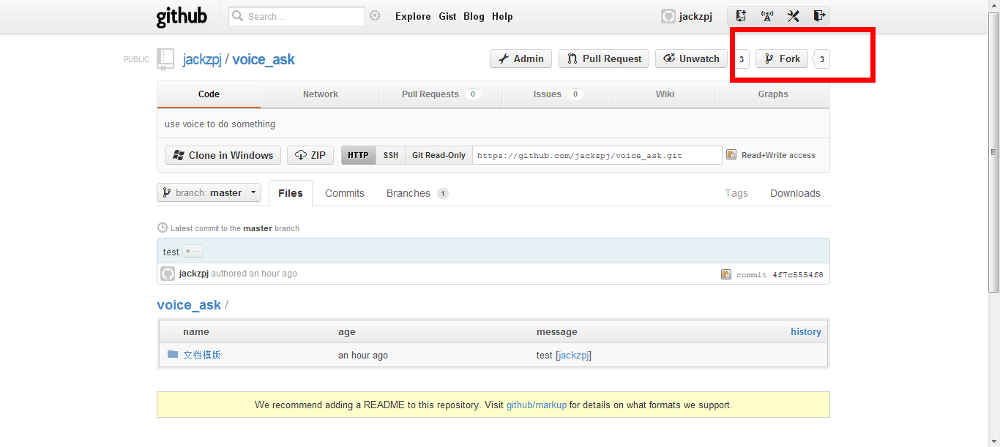 github Search... Explore Gist Blog Help jackzpj
PUBLIC jackzpj / voice_ask Admin Pull Request Unwatch 3 Fork 3
Code Network Pull Requests 0 Issues 0 Wiki Graphs
use voice to do something
Clone in Windows ZIP HTTP SSH Git Read-Only https://github.com/jackzpj/voice_ask.git Read+Write access
branch: master Files Commits Branches 1 Tags Downloads
Latest commit to the master branch
test + ...
jackzpj authored an hour ago commit 4f7c5554f8
voice_ask /
name age message history
文档模版 an hour ago test [jackzpj]
We recommend adding a README to this repository. Visit github/markup for details on what formats we support.